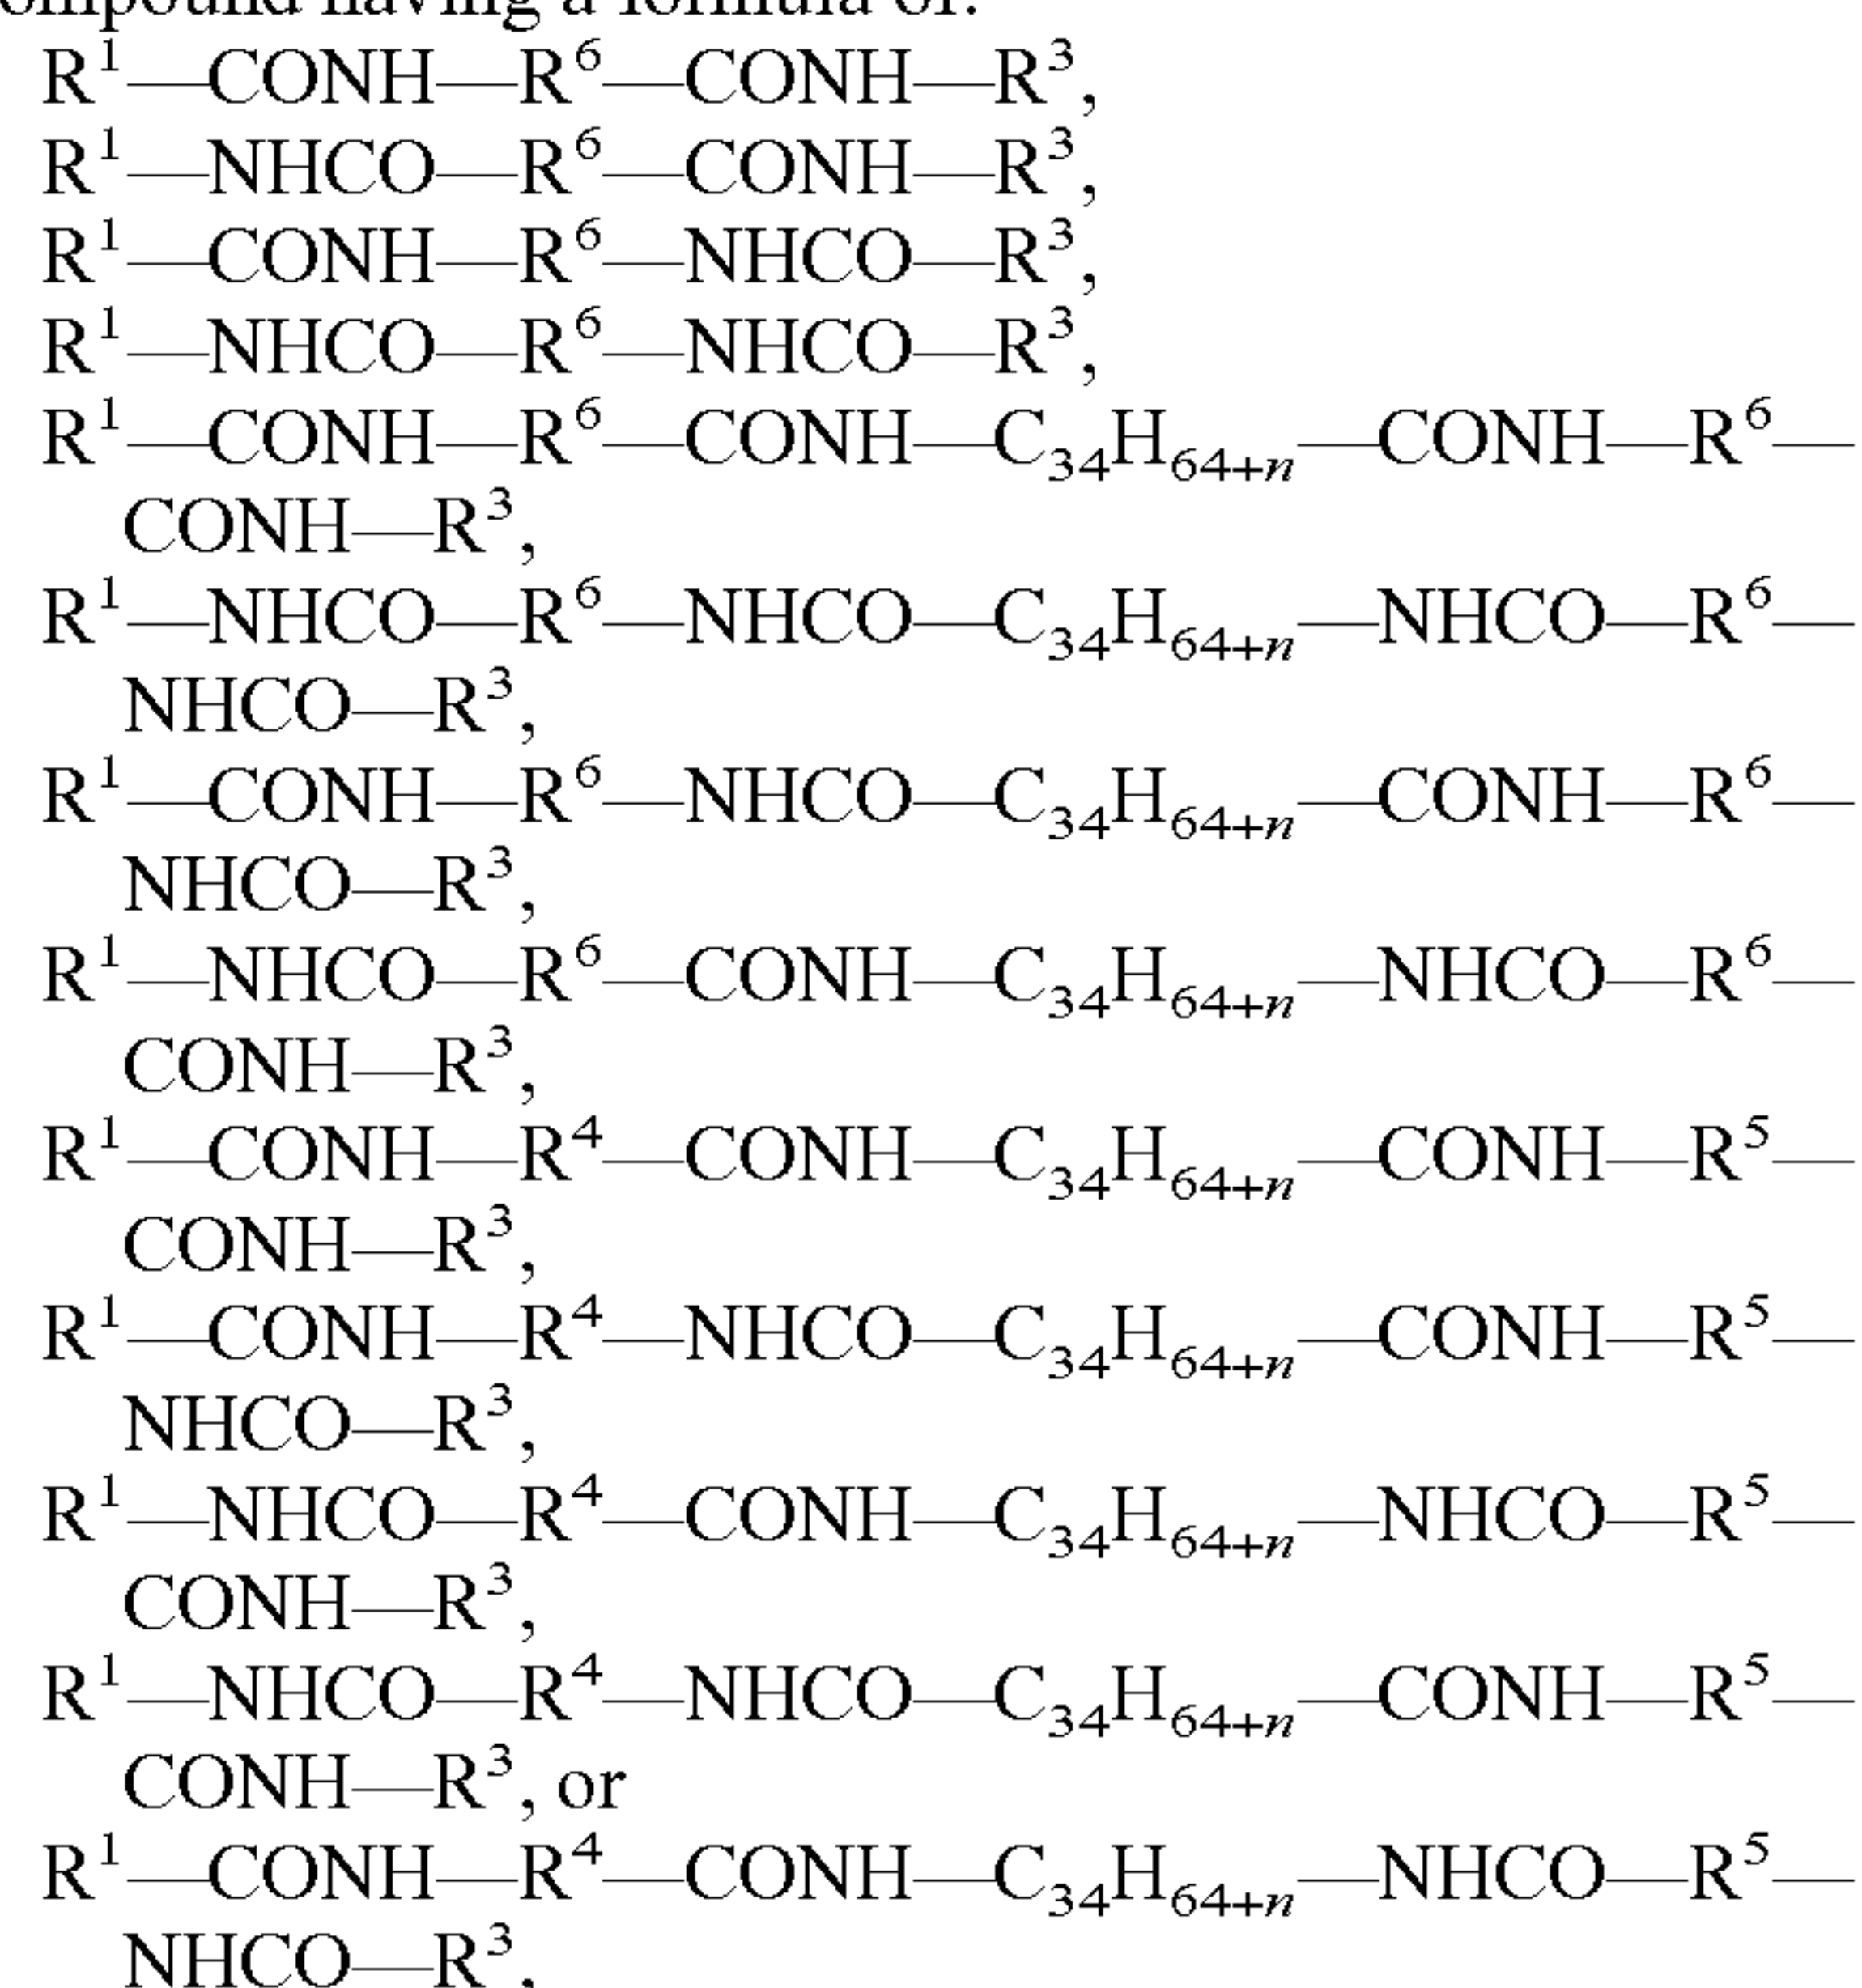 ompound having a formula of:
R¹—CONH—R⁶—CONH—R³,
R¹—NHCO—R⁶—CONH—R³,
R¹—CONH—R⁶—NHCO—R³,
R¹—NHCO—R⁶—NHCO—R³,
R¹—CONH—R⁶—CONH—C₃₄H₆₄₊ₙ—CONH—R⁶—
CONH—R³,
R¹—NHCO—R⁶—NHCO—C₃₄H₆₄₊ₙ—NHCO—R⁶—
NHCO—R³,
R¹—CONH—R⁶—NHCO—C₃₄H₆₄₊ₙ—CONH—R⁶—
NHCO—R³,
R¹—NHCO—R⁶—CONH—C₃₄H₆₄₊ₙ—NHCO—R⁶—
CONH—R³,
R¹—CONH—R⁴—CONH—C₃₄H₆₄₊ₙ—CONH—R⁵—
CONH—R³,
R¹—CONH—R⁴—NHCO—C₃₄H₆₄₊ₙ—CONH—R⁵—
NHCO—R³,
R¹—NHCO—R⁴—CONH—C₃₄H₆₄₊ₙ—NHCO—R⁵—
CONH—R³,
R¹—NHCO—R⁴—NHCO—C₃₄H₆₄₊ₙ—CONH—R⁵—
CONH—R³, or
R¹—CONH—R⁴—CONH—C₃₄H₆₄₊ₙ—NHCO—R⁵—
NHCO—R³,